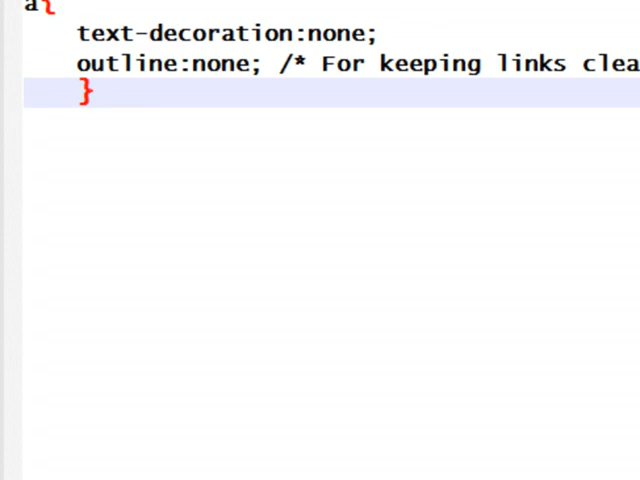 a{
text-decoration:none;
outline:none; /* For keeping links clea
}